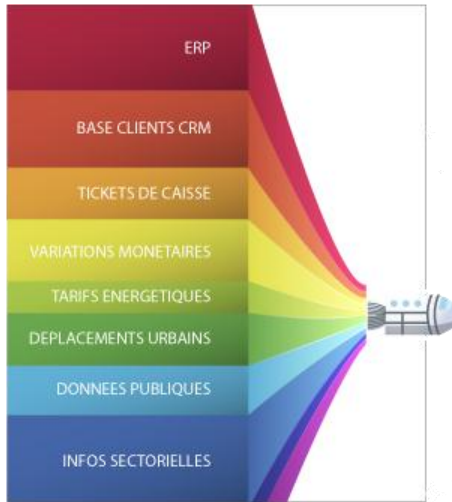 ERP
BASE CLIENTS CRM
TICKETS DE CAISSE
VARIATIONS MONETAIRES
TARIFS ENERGETIQUES
DEPLACEMENTS URBAINS
DONNEES PUBLIQUES
INFOS SECTORIELLES